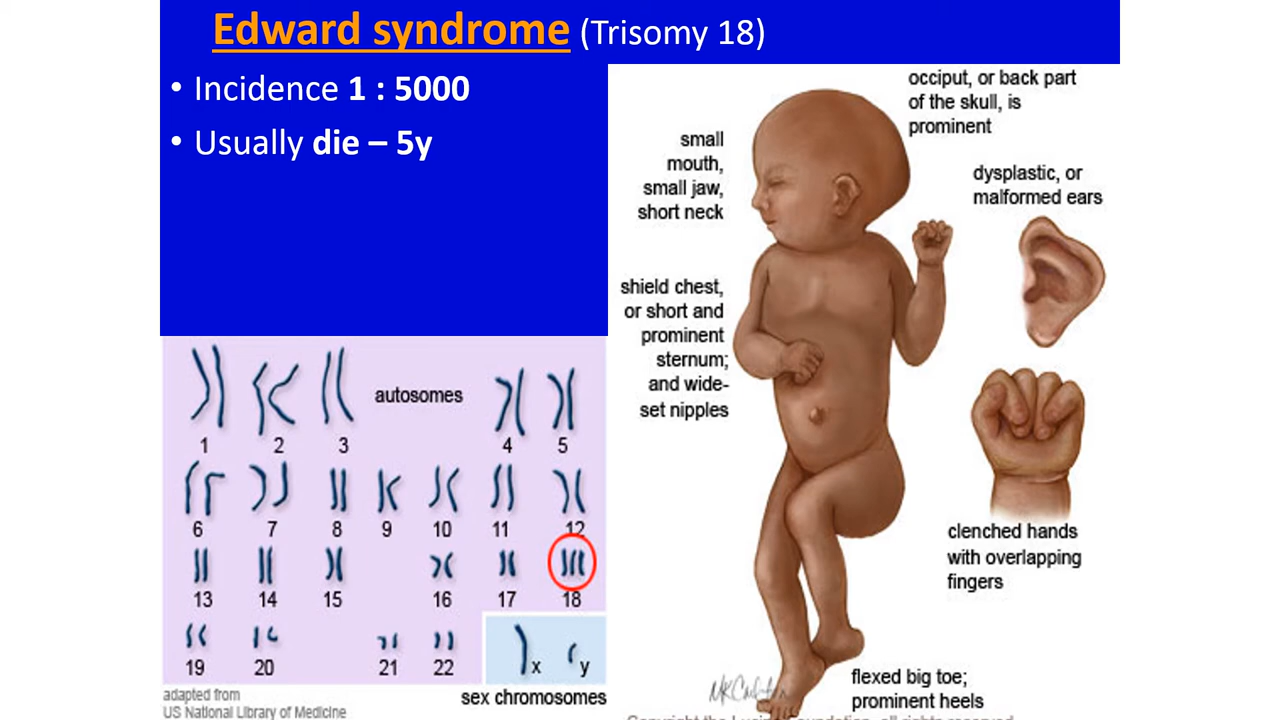 Edward syndrome (Trisomy 18)
• Incidence 1 : 5000
• Usually die – 5y
occiput, or back part
of the skull, is
prominent
small
mouth,
small jaw,
short neck
dysplastic, or
malformed ears
shield chest,
or short and
prominent
sternum;
and wide-
set nipples
clenched hands
with overlapping
fingers
flexed big toe;
prominent heels
autosomes
1 2 3 4 5
6 7 8 9 10 11 12
13 14 15 16 17 18
19 20 21 22 x y
sex chromosomes
adapted from
US National Library of Medicine